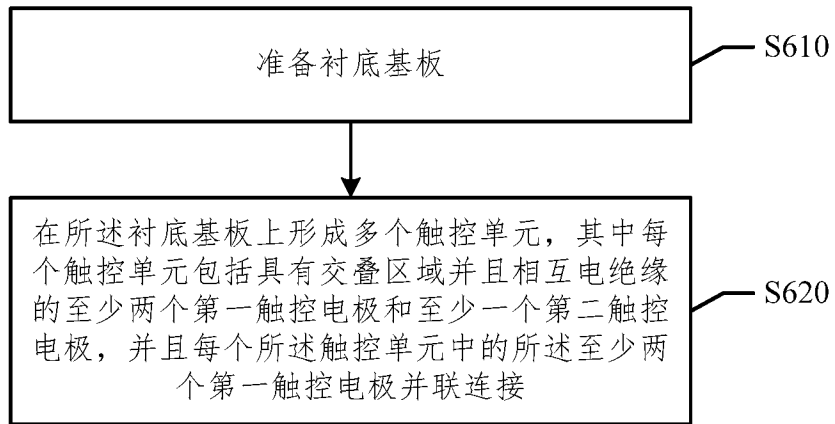 准备衬底基板
S610
在所述衬底基板上形成多个触控单元，其中每
个触控单元包括具有交叠区域并且相互电绝缘
的至少两个第一触控电极和至少一个第二触控
电极，并且每个所述触控单元中的所述至少两
个第一触控电极并联连接
S620